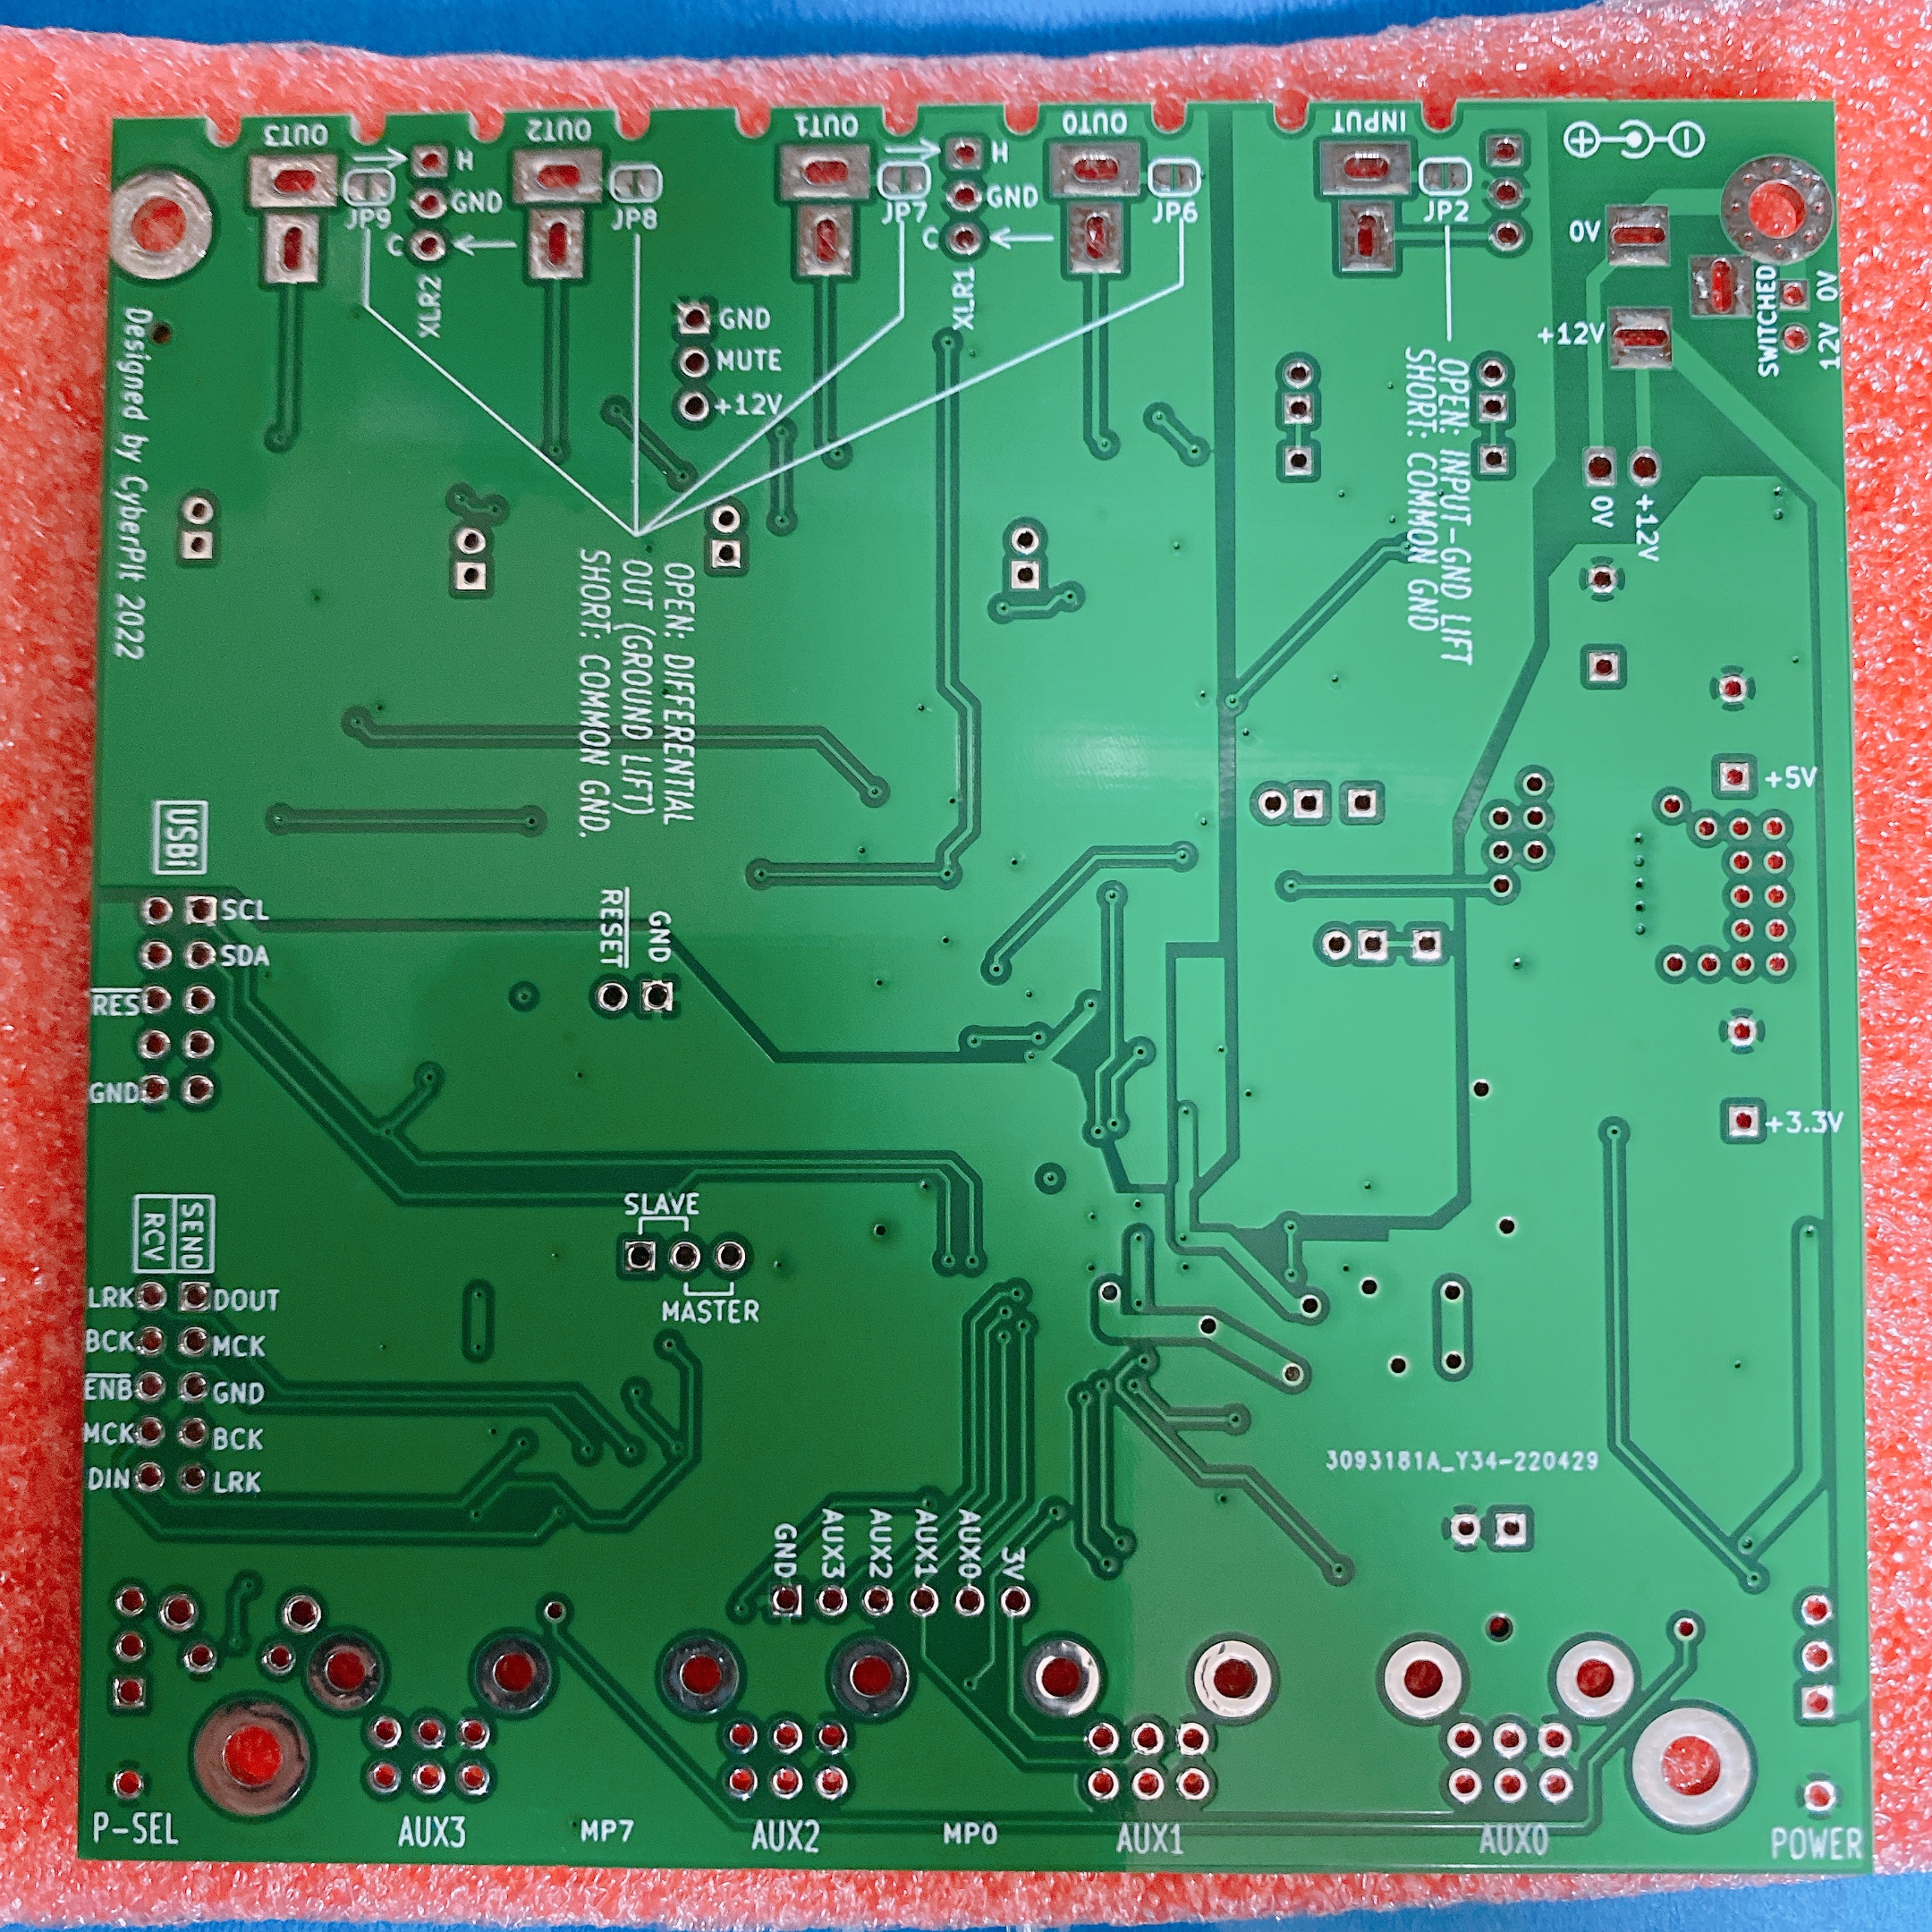 OUT3
OUT2
OUT1
OUT0
INPUT
H
GND
C
JP9
XLR2
JP8
H
GND
C
JP7
XLR1
JP6
JP2
0V
+12V
SWITCHED
0V
12V
GND
MUTE
+12V
0V
+12V
Designed by CyberPIt 2022
OPEN: DIFFERENTIAL
OUT (GROUND LIFT)
SHORT: COMMON GND.
OPEN: INPUT-GND LIFT
SHORT: COMMON GND
+5V
+3.3V
USBi
SCL
SDA
RES
GND
RESET
GND
SEND
RCV
SLAVE
MASTER
LRK DOUT
BCK MCK
ENB GND
MCK BCK
DIN LRK
3093181A_Y34-220429
GND
AUX3
AUX2
AUX1
AUX0
3V
P-SEL
AUX3
MP7
AUX2
MP0
AUX1
AUX0
POWER